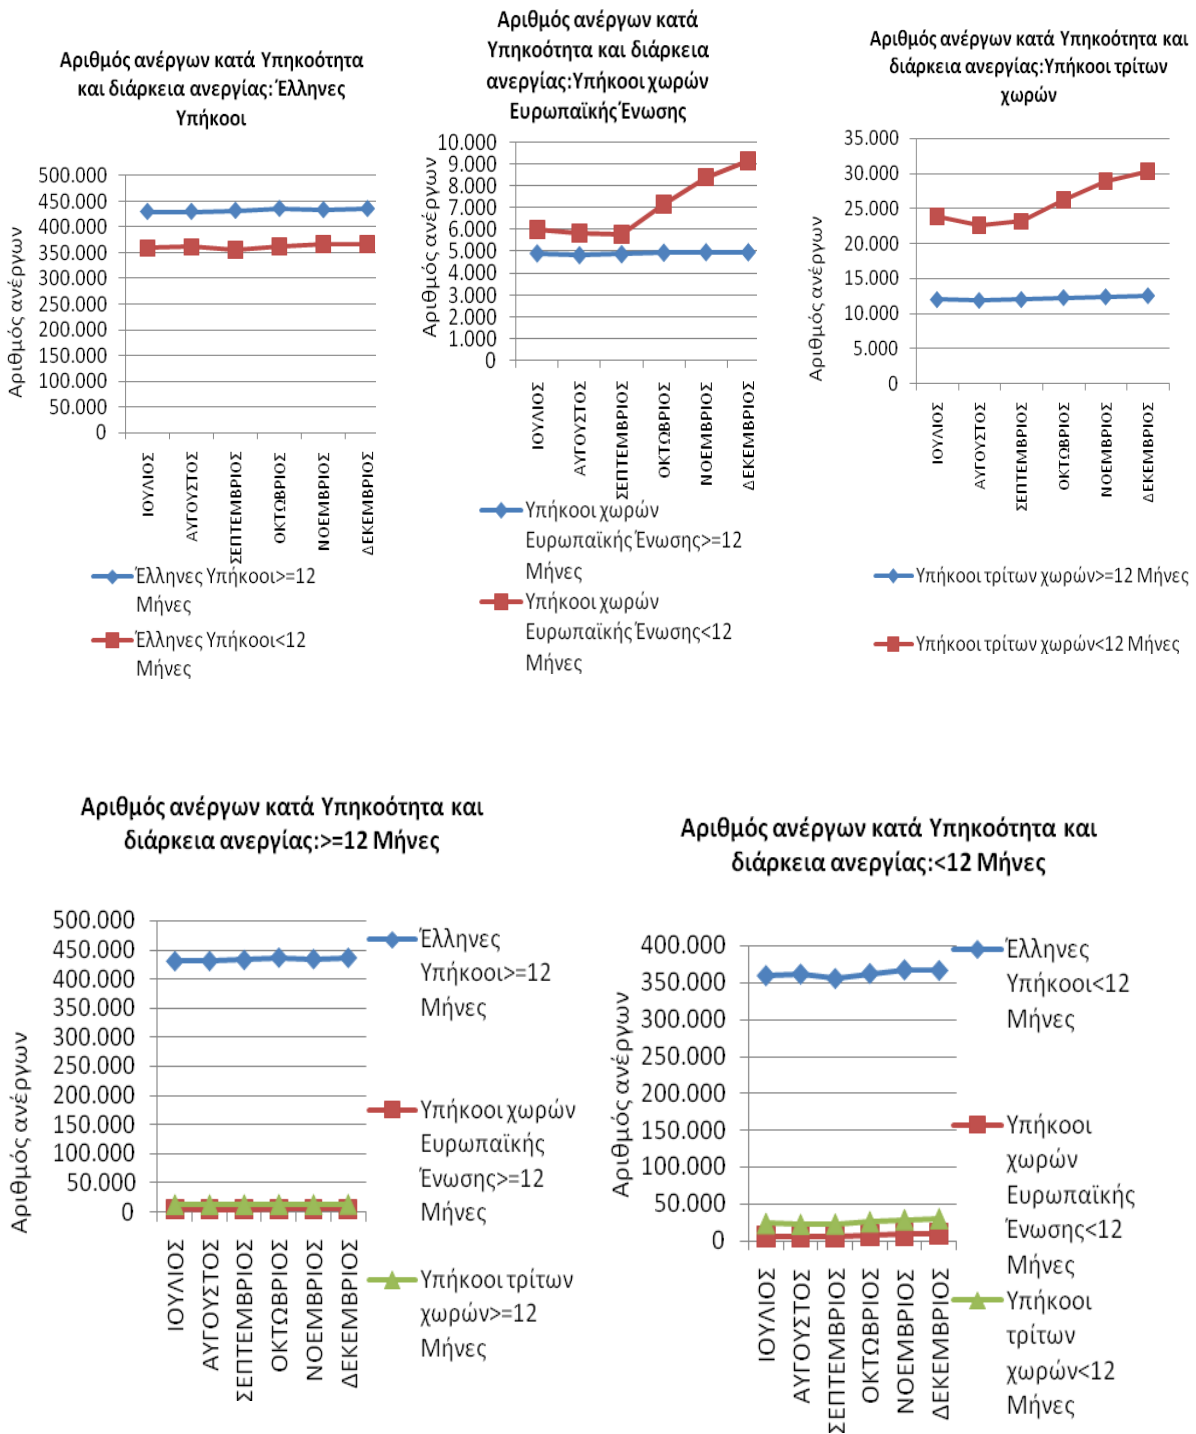 Αριθμός ανέργων κατά Υπηκοότητα
και διάρκεια ανεργίας:Έλληνες
Υπήκοοι
Αριθμός ανέργων
500.000
450.000
400.000
350.000
300.000
250.000
200.000
150.000
100.000
50.000
0
ΙΟΥΛΙΟΣ
ΑΥΓΟΥΣΤΟΣ
ΣΕΠΤΕΜΒΡΙΟΣ
ΟΚΤΩΒΡΙΟΣ
ΝΟΕΜΒΡΙΟΣ
ΔΕΚΕΜΒΡΙΟΣ
Έλληνες Υπήκοοι>=12
Μήνες
Έλληνες Υπήκοοι<12
Μήνες
Αριθμός ανέργων κατά
Υπηκοότητα και διάρκεια
ανεργίας:Υπήκοοι χωρών
Ευρωπαϊκής Ένωσης
Αριθμός ανέργων
10.000
9.000
8.000
7.000
6.000
5.000
4.000
3.000
2.000
1.000
0
ΙΟΥΛΙΟΣ
ΑΥΓΟΥΣΤΟΣ
ΣΕΠΤΕΜΒΡΙΟΣ
ΟΚΤΩΒΡΙΟΣ
ΝΟΕΜΒΡΙΟΣ
ΔΕΚΕΜΒΡΙΟΣ
Υπήκοοι χωρών
Ευρωπαϊκής Ένωσης>=12
Μήνες
Υπήκοοι χωρών
Ευρωπαϊκής Ένωσης<12
Μήνες
Αριθμός ανέργων κατά Υπηκοότητα και
διάρκεια ανεργίας:Υπήκοοι τρίτων
χωρών
Αριθμός ανέργων
35.000
30.000
25.000
20.000
15.000
10.000
5.000
0
ΙΟΥΛΙΟΣ
ΑΥΓΟΥΣΤΟΣ
ΣΕΠΤΕΜΒΡΙΟΣ
ΟΚΤΩΒΡΙΟΣ
ΝΟΕΜΒΡΙΟΣ
ΔΕΚΕΜΒΡΙΟΣ
Υπήκοοι τρίτων χωρών>=12 Μήνες
Υπήκοοι τρίτων χωρών<12 Μήνες
Αριθμός ανέργων κατά Υπηκοότητα και
διάρκεια ανεργίας:>=12 Μήνες
Αριθμός ανέργων
500.000
450.000
400.000
350.000
300.000
250.000
200.000
150.000
100.000
50.000
0
ΙΟΥΛΙΟΣ
ΑΥΓΟΥΣΤΟΣ
ΣΕΠΤΕΜΒΡΙΟΣ
ΟΚΤΩΒΡΙΟΣ
ΝΟΕΜΒΡΙΟΣ
ΔΕΚΕΜΒΡΙΟΣ
Έλληνες
Υπήκοοι>=12
Μήνες
Υπήκοοι χωρών
Ευρωπαϊκής
Ένωσης>=12
Μήνες
Υπήκοοι τρίτων
χωρών>=12
Μήνες
Αριθμός ανέργων κατά Υπηκοότητα και
διάρκεια ανεργίας:<12 Μήνες
Αριθμός ανέργων
400.000
350.000
300.000
250.000
200.000
150.000
100.000
50.000
0
ΙΟΥΛΙΟΣ
ΑΥΓΟΥΣΤΟΣ
ΣΕΠΤΕΜΒΡΙΟΣ
ΟΚΤΩΒΡΙΟΣ
ΝΟΕΜΒΡΙΟΣ
ΔΕΚΕΜΒΡΙΟΣ
Έλληνες
Υπήκοοι<12
Μήνες
Υπήκοοι
χωρών
Ευρωπαϊκής
Ένωσης<12
Μήνες
Υπήκοοι
τρίτων
χωρών<12
Μήνες